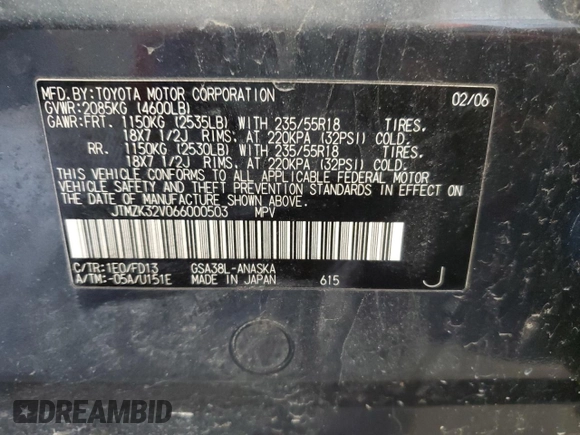 MFD.BY:TOYOTA MOTOR CORPORATION 02/06
GVWR:2085KG (4600LB)
GAWR:FRT. 1150KG (2535LB) WITH 235/55R18 TIRES,
18X7 1/2J RIMS, AT 220KPA (32PSI) COLD.
RR. 1150KG (2530LB) WITH 235/55R18 TIRES,
18X7 1/2J RIMS, AT 220KPA (32PSI) COLD.
THIS VEHICLE CONFORMS TO ALL APPLICABLE FEDERAL MOTOR
VEHICLE SAFETY AND THEFT PREVENTION STANDARDS IN EFFECT ON
THE DATE OF MANUFACTURE SHOWN ABOVE.
JTMZK32V066000503 MPV
C/TR:1E0/FD13 GSA38L-ANASKA
A/TM:-05A/U151E MADE IN JAPAN 615 J
DREAMBID